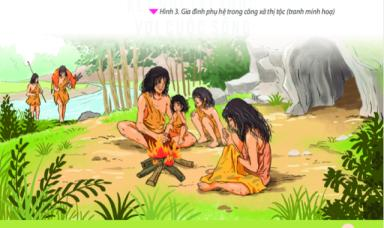 Hình 3. Gia đình phụ hệ trong công xã thị tộc (tranh minh hoạ)